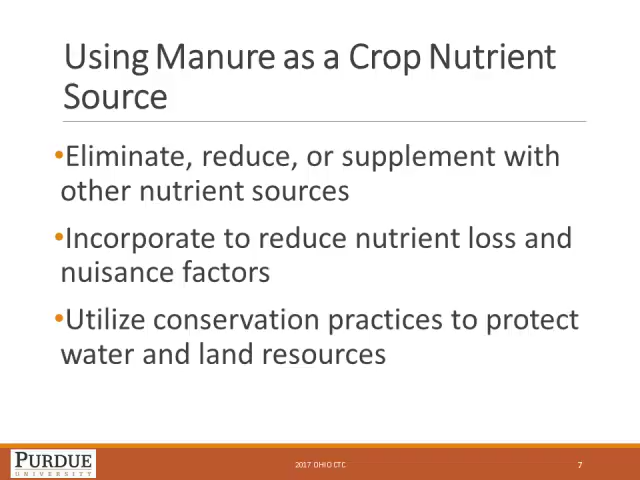 Using Manure as a Crop Nutrient
Source
•Eliminate, reduce, or supplement with
other nutrient sources
•Incorporate to reduce nutrient loss and
nuisance factors
•Utilize conservation practices to protect
water and land resources
PURDUE
UNIVERSITY
2017 OHIO CTC
7